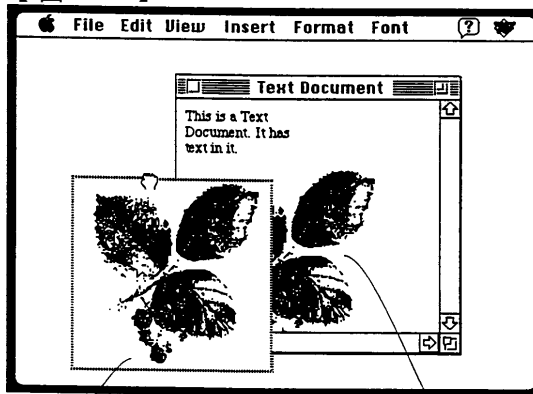 File Edit View Insert Format Font ?
Text Document
This is a Text
Document. It has
text in it.